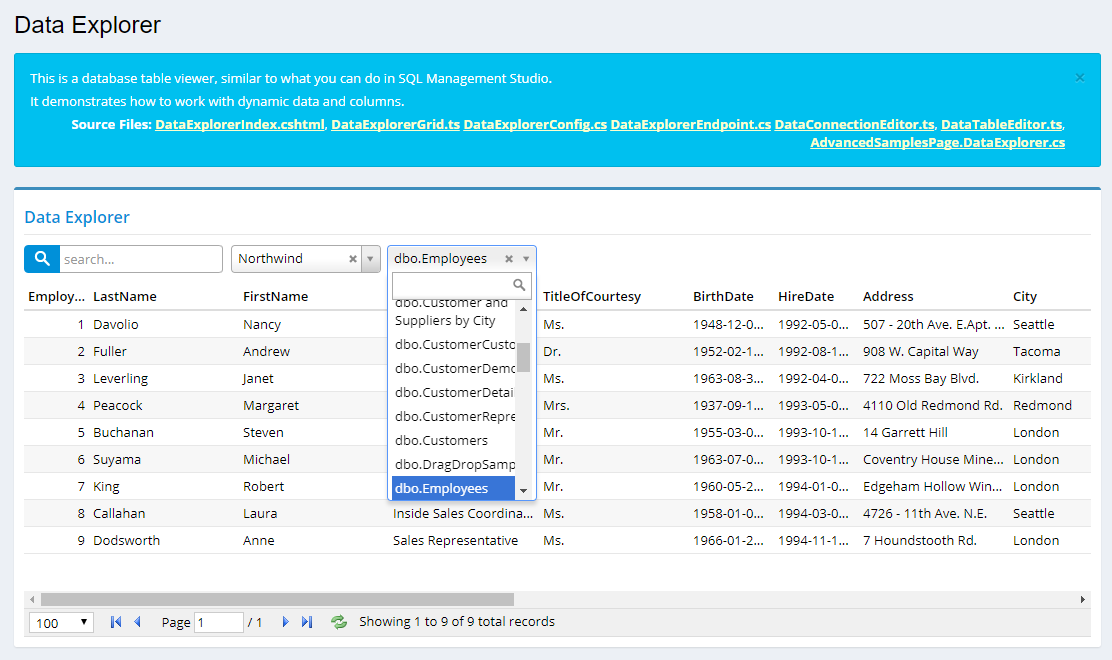 Data Explorer
This is a database table viewer, similar to what you can do in SQL Management Studio. ×
It demonstrates how to work with dynamic data and columns.
Source Files: DataExplorerIndex.cshtml, DataExplorerGrid.ts DataExplorerConfig.cs DataExplorerEndpoint.cs DataConnectionEditor.ts, DataTableEditor.ts,
AdvancedSamplesPage.DataExplorer.cs
Data Explorer
search... Northwind × dbo.Employees ×
Employ... LastName FirstName TitleOfCourtesy BirthDate HireDate Address City
1 Davolio Nancy Ms. 1948-12-0... 1992-05-0... 507 - 20th Ave. E.Apt. ... Seattle
2 Fuller Andrew Dr. 1952-02-1... 1992-08-1... 908 W. Capital Way Tacoma
3 Leverling Janet Ms. 1963-08-3... 1992-04-0... 722 Moss Bay Blvd. Kirkland
4 Peacock Margaret Mrs. 1937-09-1... 1993-05-0... 4110 Old Redmond Rd. Redmond
5 Buchanan Steven Mr. 1955-03-0... 1993-10-1... 14 Garrett Hill London
6 Suyama Michael Mr. 1963-07-0... 1993-10-1... Coventry House Mine... London
7 King Robert Mr. 1960-05-2... 1994-01-0... Edgeham Hollow Win... London
8 Callahan Laura Inside Sales Coordina... Ms. 1958-01-0... 1994-03-0... 4726 - 11th Ave. N.E. Seattle
9 Dodsworth Anne Sales Representative Ms. 1966-01-2... 1994-11-1... 7 Houndstooth Rd. London
dbo.Customer and
Suppliers by City
dbo.CustomerCusto
dbo.CustomerDemo
dbo.CustomerDetai
dbo.CustomerRepre
dbo.Customers
dbo.DragDropSamp
dbo.Employees
100 Page 1 / 1 Showing 1 to 9 of 9 total records